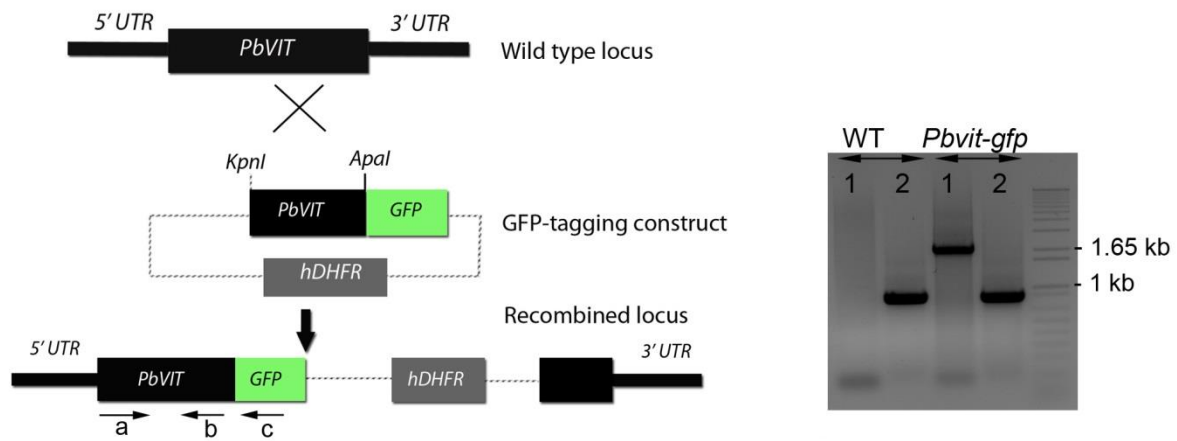 5′ UTR
3′ UTR
PbVIT
Wild type locus
KpnI
ApaI
PbVIT
GFP
GFP-tagging construct
hDHFR
Recombined locus
5′ UTR
3′ UTR
PbVIT
GFP
hDHFR
a
b
c
WT
Pbvit-gfp
1
2
1
2
- 1.65 kb
- 1 kb